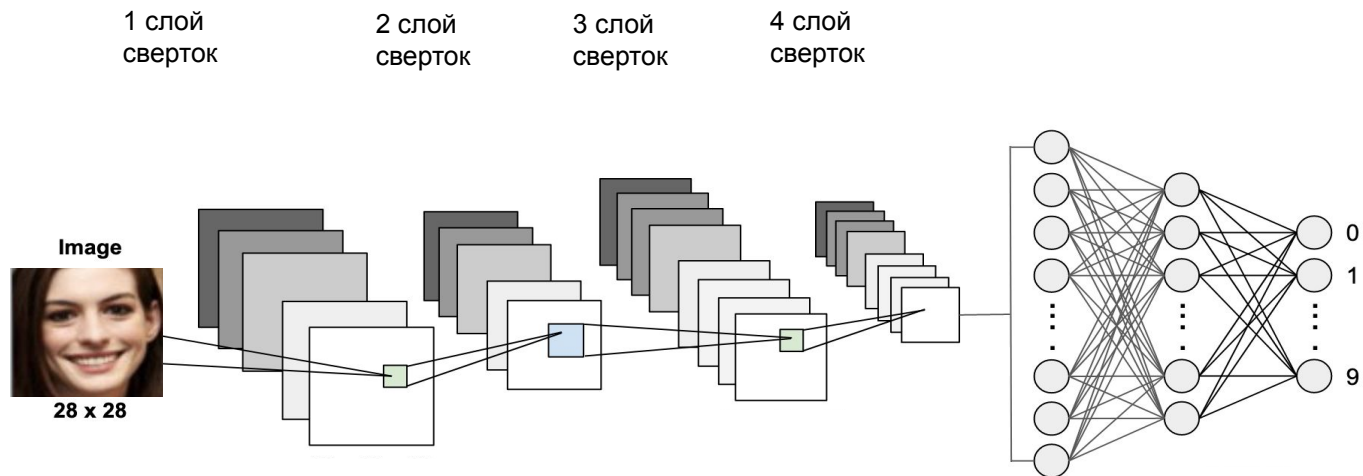 1 слой
сверток
2 слой
сверток
3 слой
сверток
4 слой
сверток
Image
28 x 28
0
1
9